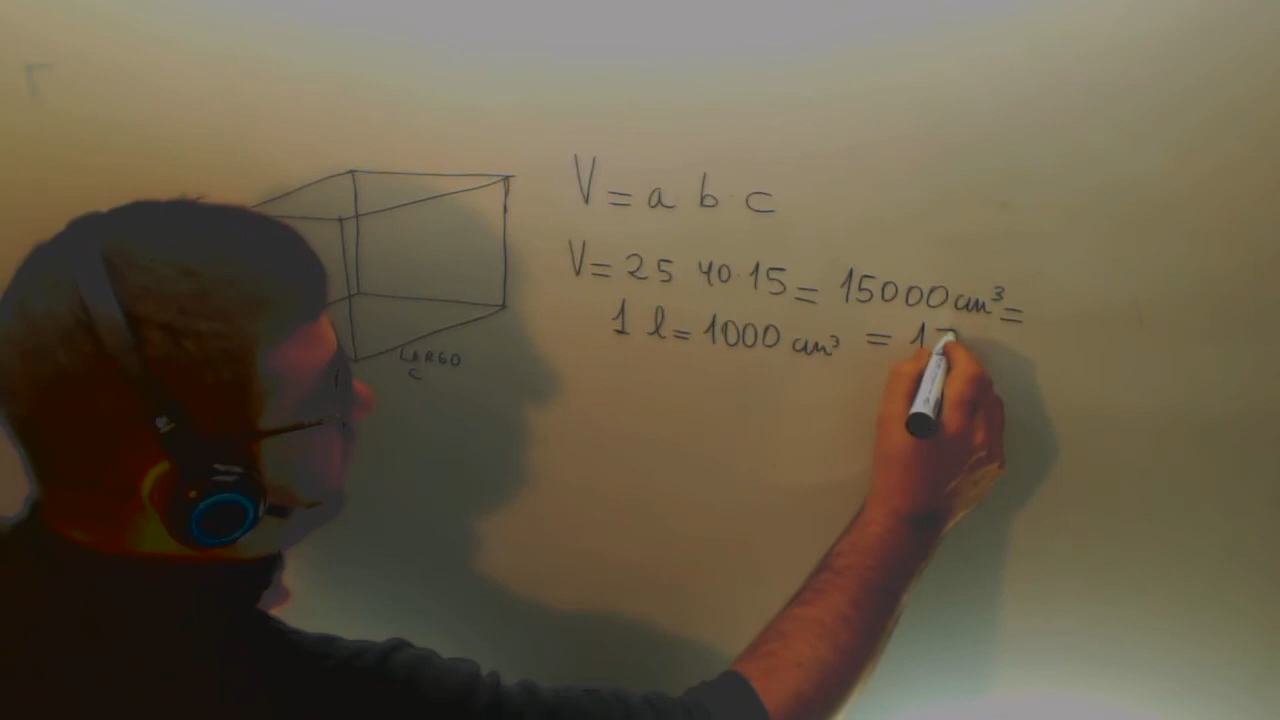 V = a b · c
V = 25 40 · 15 = 15000 cm³ =
1 l = 1000 cm³ = 1
LARGO
C